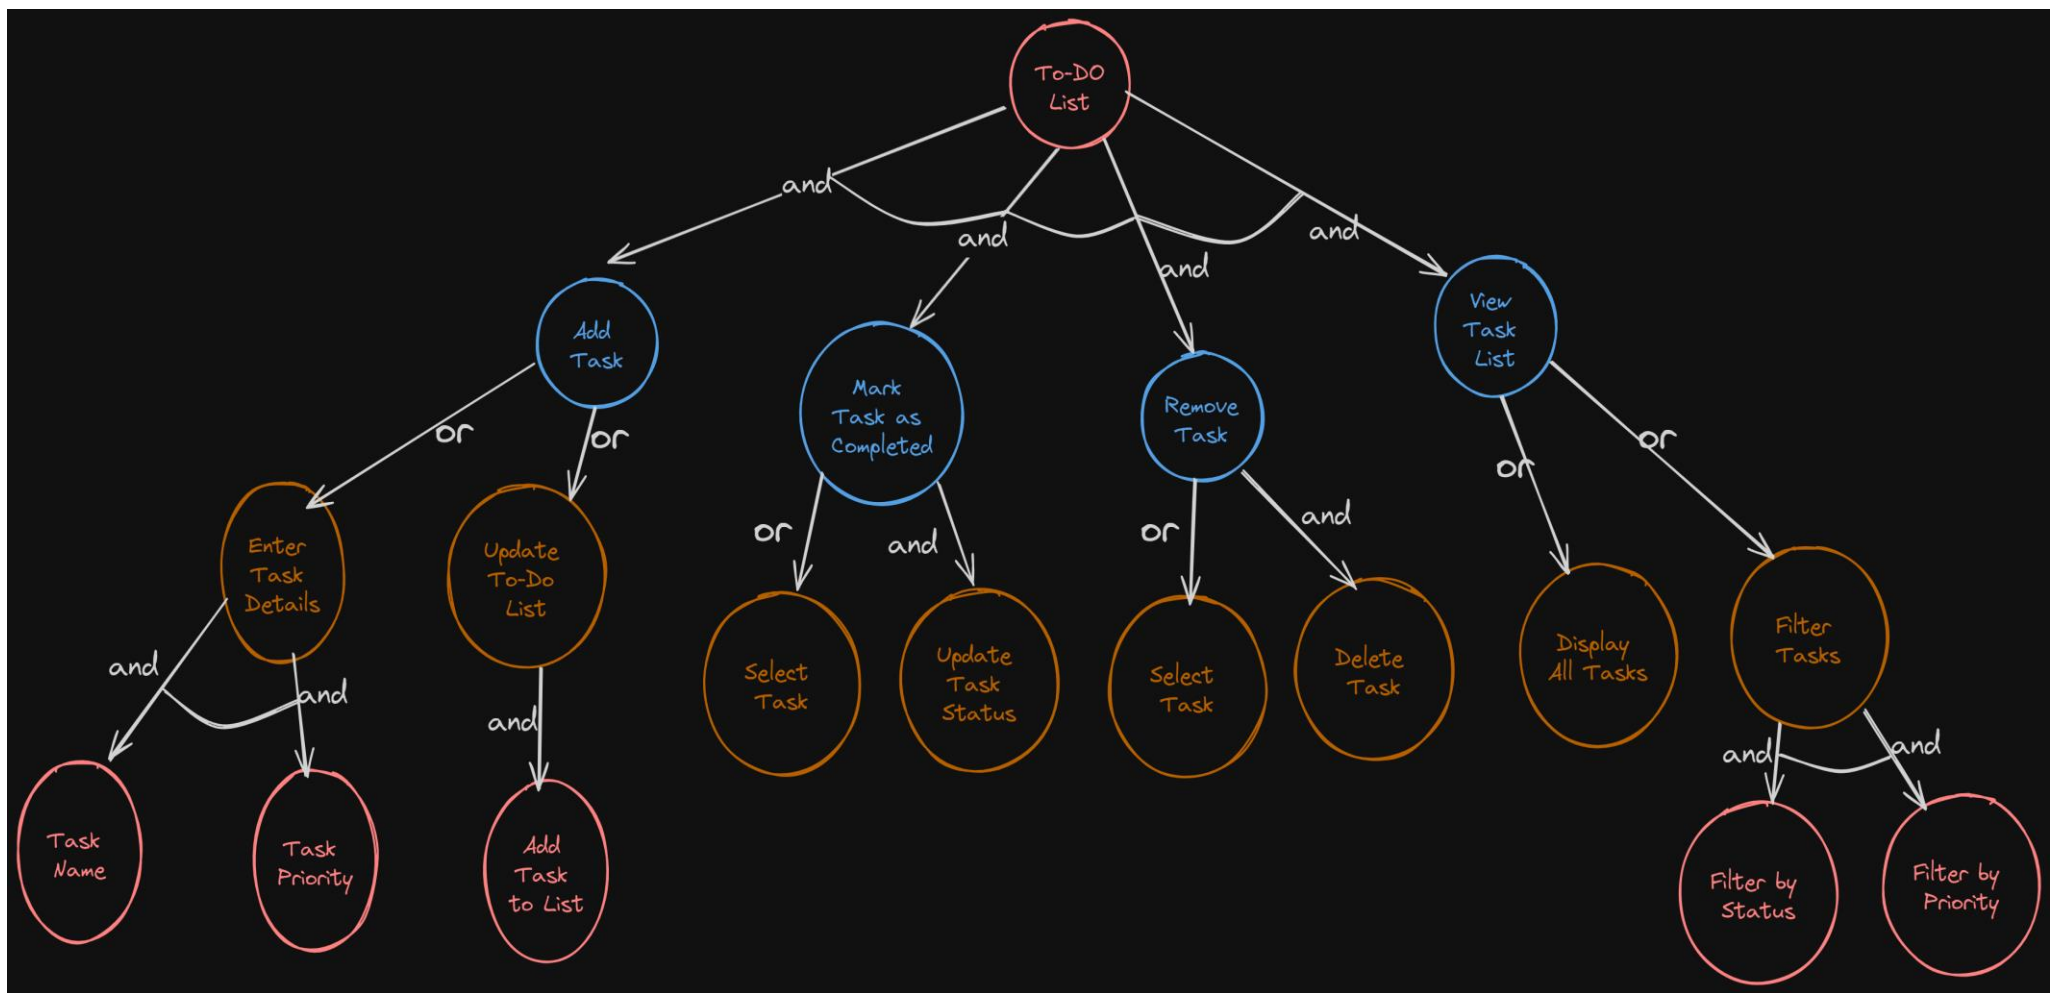 To-DO
List
and
and
and
and
Add
Task
Mark
Task as
Completed
Remove
Task
View
Task
List
or
or
or
and
or
and
or
or
Enter
Task
Details
Update
To-Do
List
Select
Task
Update
Task
Status
Select
Task
Delete
Task
Display
All Tasks
Filter
Tasks
and
and
and
and
and
Task
Name
Task
Priority
Add
Task
to List
Filter by
Status
Filter by
Priority